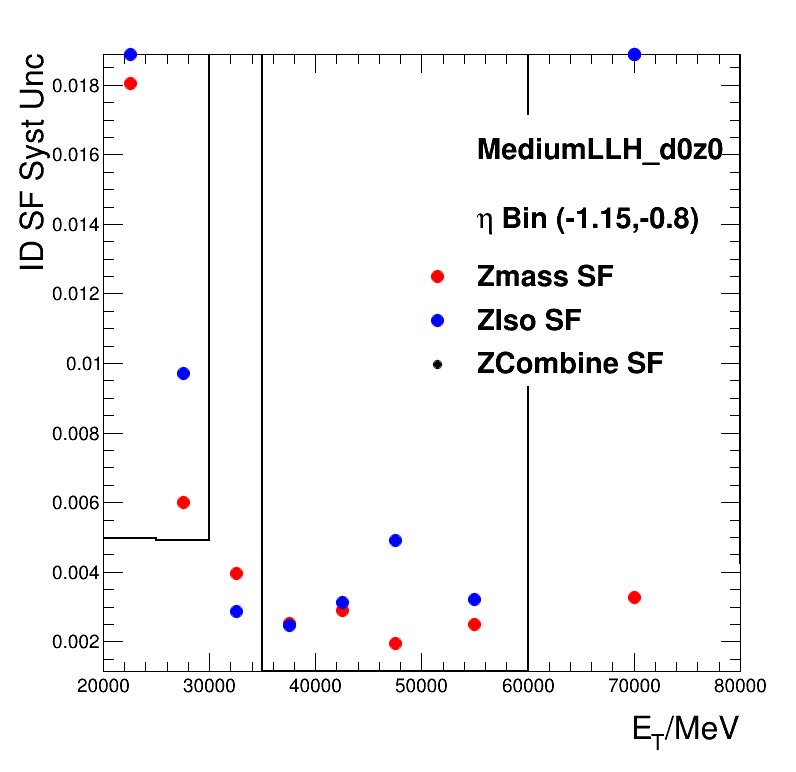 ID SF Syst Unc
0.018
0.016
0.014
0.012
0.01
0.008
0.006
0.004
0.002
MediumLLH_d0z0
η Bin (-1.15,-0.8)
Zmass SF
ZIso SF
ZCombine SF
20000 30000 40000 50000 60000 70000 80000
E_T/MeV